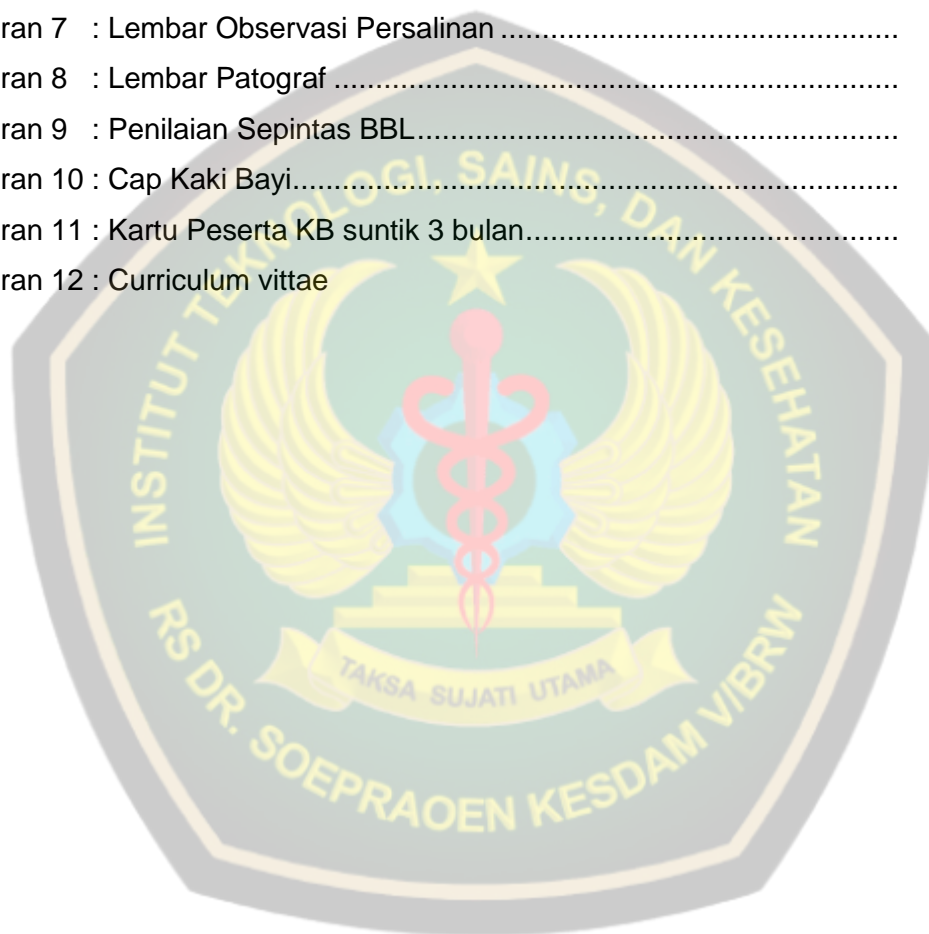 ran 7 : Lembar Observasi Persalinan ................................................
ran 8 : Lembar Patograf ....................................................................
ran 9 : Penilaian Sepintas BBL..........................................................
ran 10 : Cap Kaki Bayi.........................................................................
ran 11 : Kartu Peserta KB suntik 3 bulan.............................................
ran 12 : Curriculum vittae
INSTITUT TEKNOLOGI, SAINS, DAN KESEHATAN
TAKSA SUJATI UTAMA
RS DR. SOEPRAOEN KESDAM V/BRW